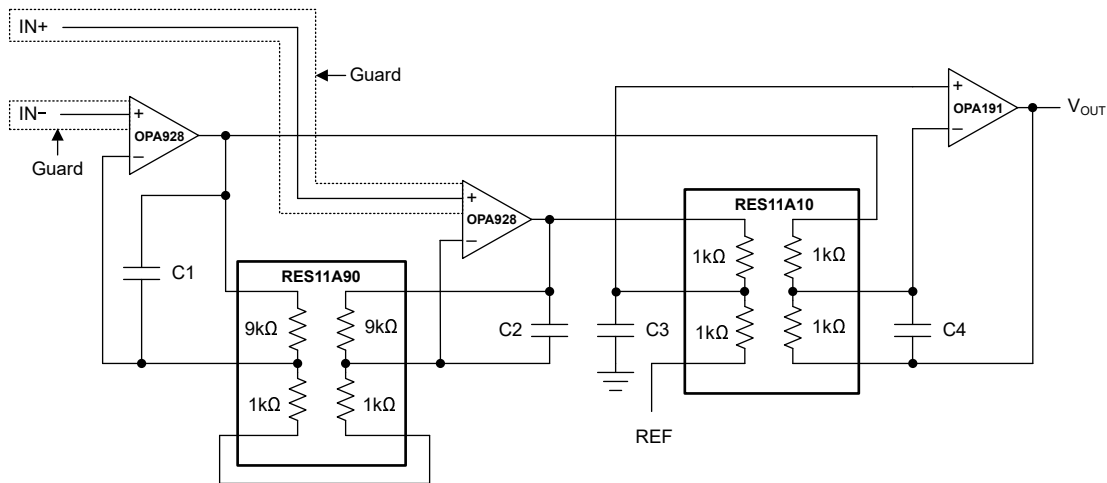 IN+
Guard
IN−
Guard
+
OPA928
−
+
OPA191
−
VOUT
+
OPA928
−
RES11A10
1kΩ
1kΩ
1kΩ
1kΩ
C1
RES11A90
9kΩ
9kΩ
1kΩ
1kΩ
C2
C3
C4
REF